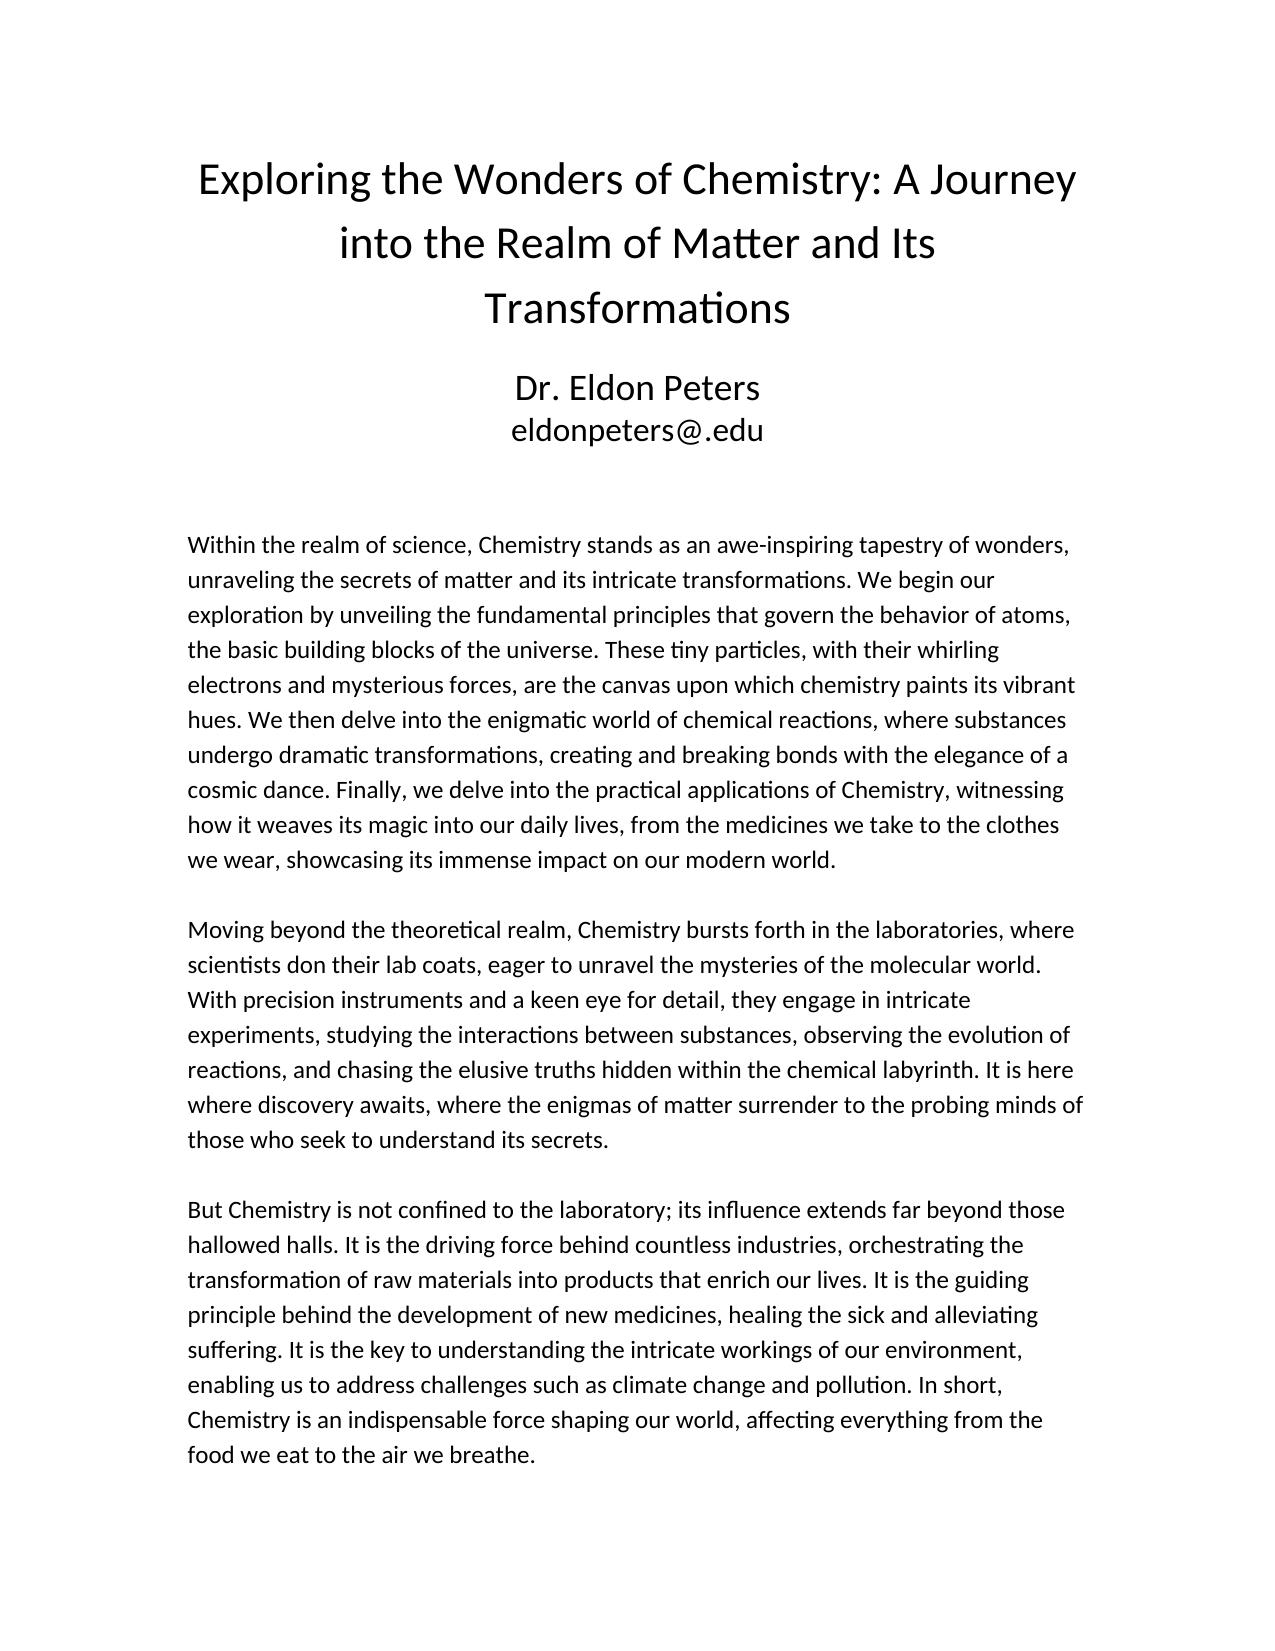 Exploring the Wonders of Chemistry: A Journey
into the Realm of Matter and Its
Transformations
Dr. Eldon Peters
eldonpeters@.edu
Within the realm of science, Chemistry stands as an awe-inspiring tapestry of wonders,
unraveling the secrets of matter and its intricate transformations. We begin our
exploration by unveiling the fundamental principles that govern the behavior of atoms,
the basic building blocks of the universe. These tiny particles, with their whirling
electrons and mysterious forces, are the canvas upon which chemistry paints its vibrant
hues. We then delve into the enigmatic world of chemical reactions, where substances
undergo dramatic transformations, creating and breaking bonds with the elegance of a
cosmic dance. Finally, we delve into the practical applications of Chemistry, witnessing
how it weaves its magic into our daily lives, from the medicines we take to the clothes
we wear, showcasing its immense impact on our modern world.
Moving beyond the theoretical realm, Chemistry bursts forth in the laboratories, where
scientists don their lab coats, eager to unravel the mysteries of the molecular world.
With precision instruments and a keen eye for detail, they engage in intricate
experiments, studying the interactions between substances, observing the evolution of
reactions, and chasing the elusive truths hidden within the chemical labyrinth. It is here
where discovery awaits, where the enigmas of matter surrender to the probing minds of
those who seek to understand its secrets.
But Chemistry is not confined to the laboratory; its influence extends far beyond those
hallowed halls. It is the driving force behind countless industries, orchestrating the
transformation of raw materials into products that enrich our lives. It is the guiding
principle behind the development of new medicines, healing the sick and alleviating
suffering. It is the key to understanding the intricate workings of our environment,
enabling us to address challenges such as climate change and pollution. In short,
Chemistry is an indispensable force shaping our world, affecting everything from the
food we eat to the air we breathe.